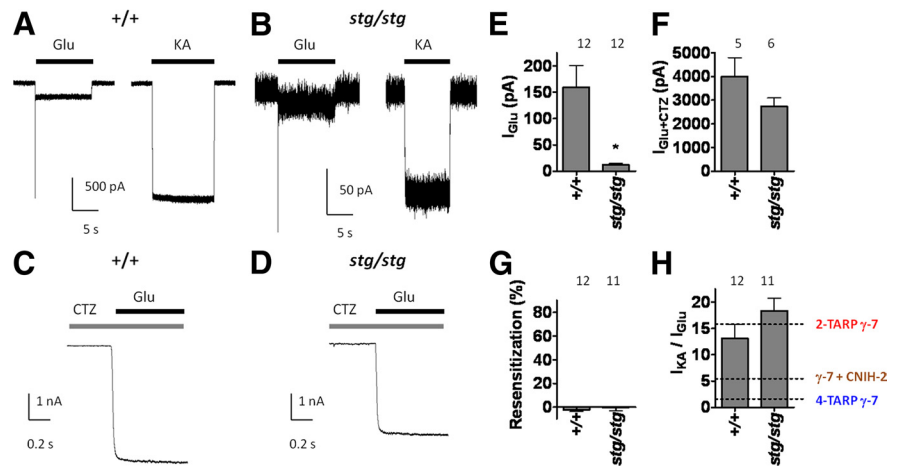 A +/+
Glu KA
500 pA
5 s
B stg/stg
Glu KA
50 pA
5 s
C +/+
CTZ Glu
1 nA
0.2 s
D stg/stg
CTZ Glu
1 nA
0.2 s
E 12 12
I_Glu (pA)
200
150
100
50
0
*
+/+ stg/stg
F 5 6
I_Glu+CTZ (pA)
5000
4000
3000
2000
1000
0
+/+ stg/stg
G 12 11
Resensitization (%)
80
60
40
20
0
+/+ stg/stg
H 12 11
I_KA / I_Glu
20
15
10
5
0
2-TARP γ-7
γ-7 + CNIH-2
4-TARP γ-7
+/+ stg/stg